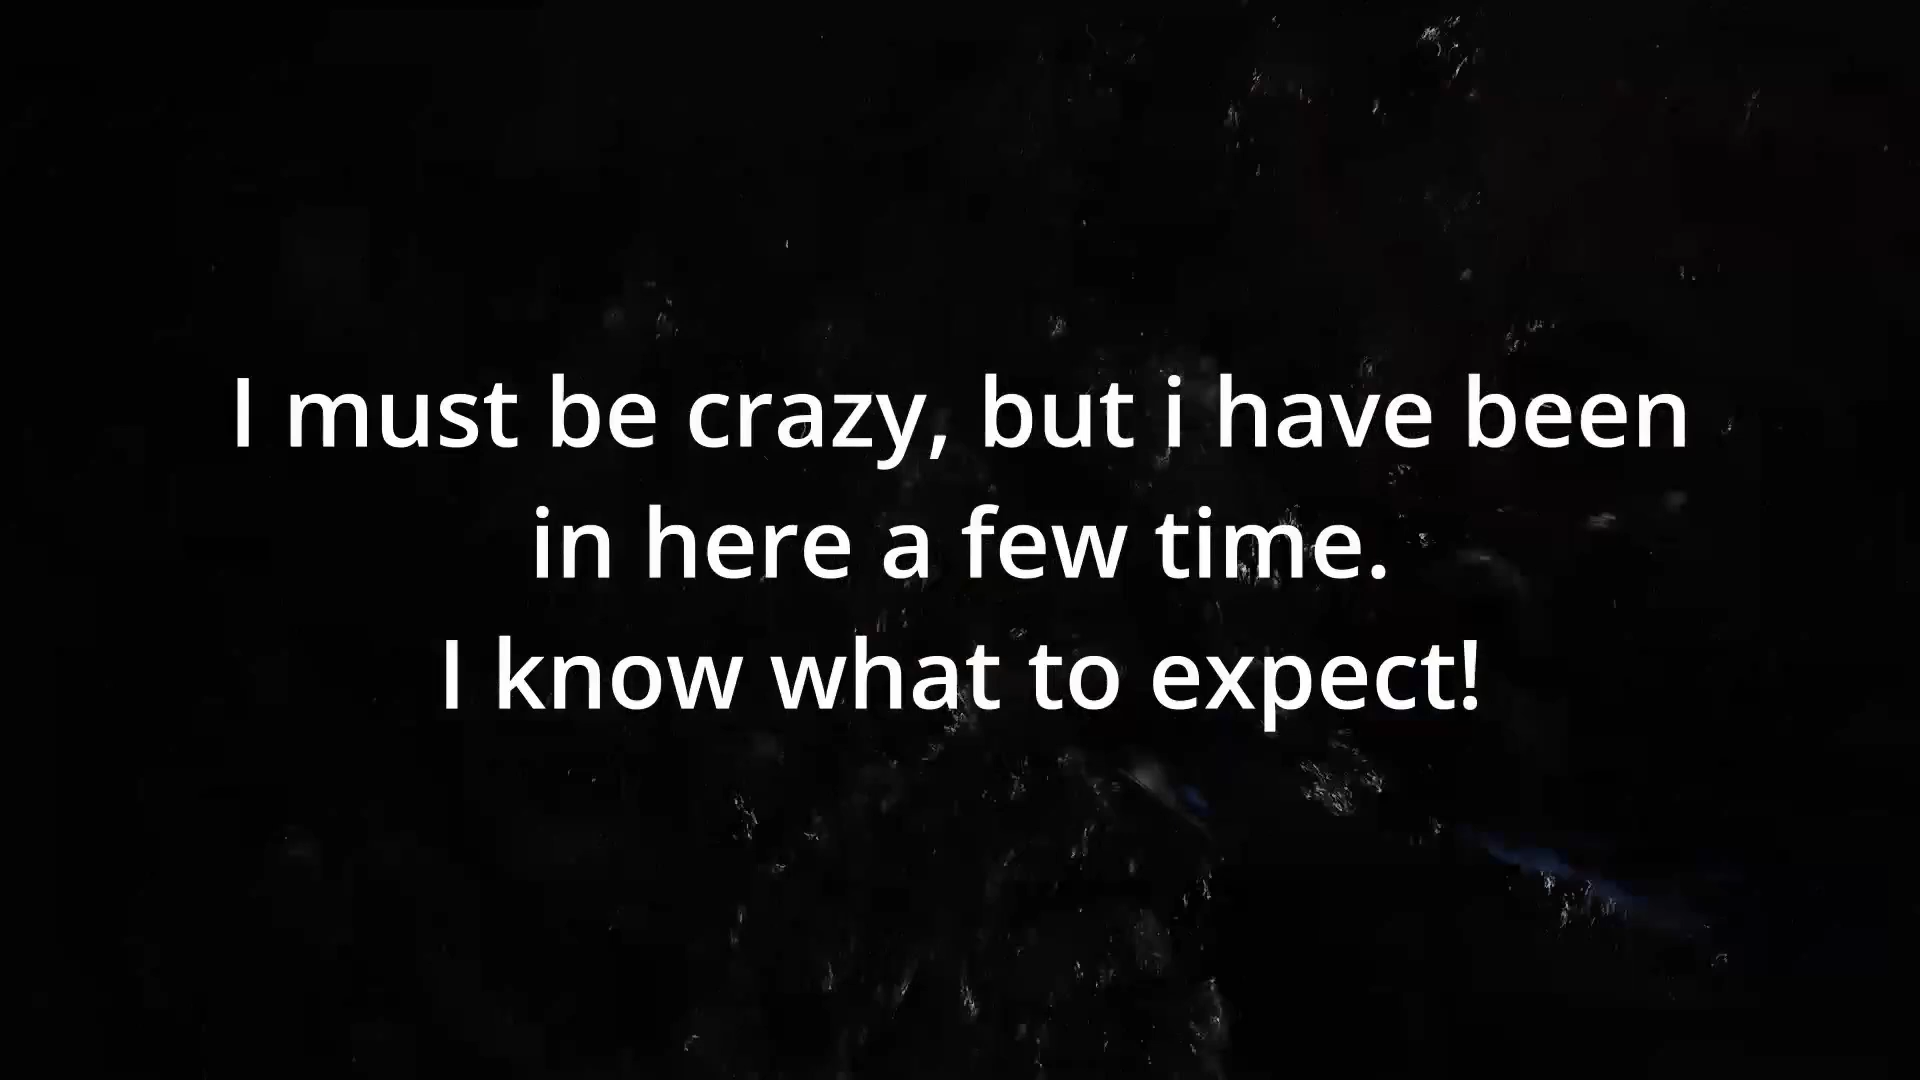 I must be crazy, but i have been
in here a few time.
I know what to expect!